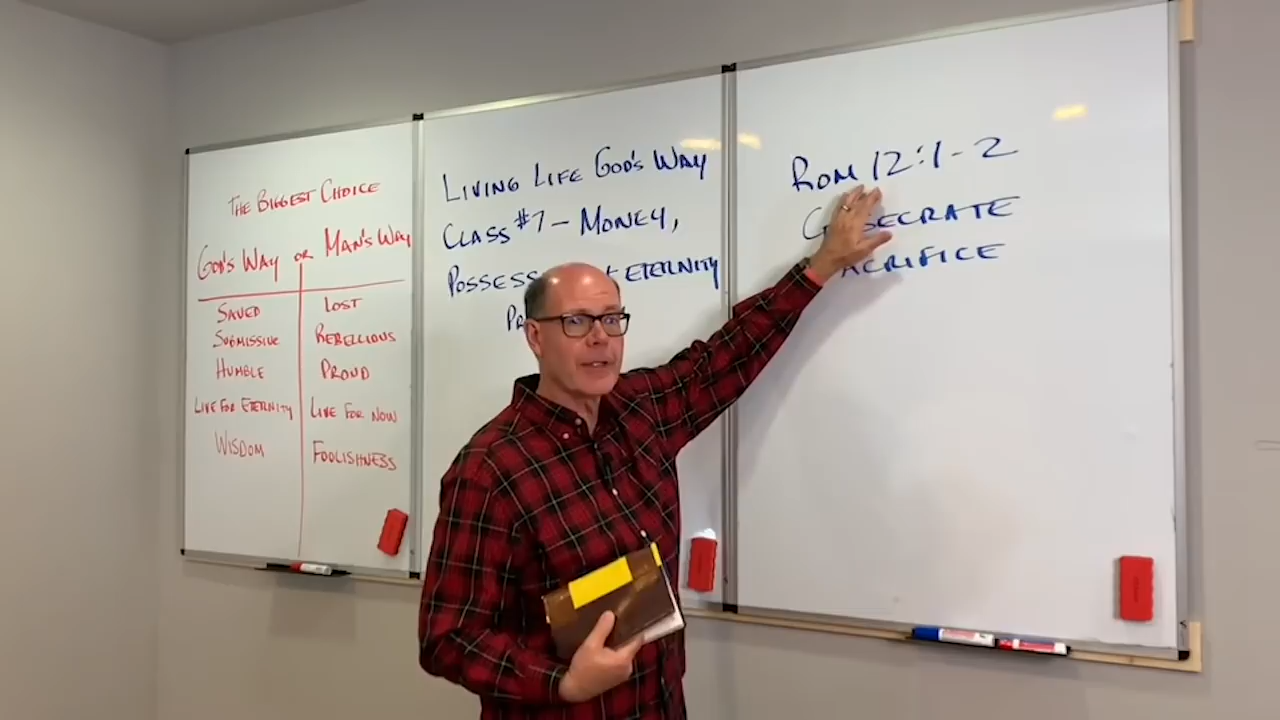 THE BIGGEST CHOICE
GOD'S WAY OR MAN'S WAY
SAVED LOST
SUBMISSIVE REBELLIOUS
HUMBLE PROUD
LIVE FOR ETERNITY LIVE FOR NOW
WISDOM FOOLISHNESS
LIVING LIFE GOD'S WAY
CLASS #7 - MONEY,
ETERNITY
ROM 12:1-2